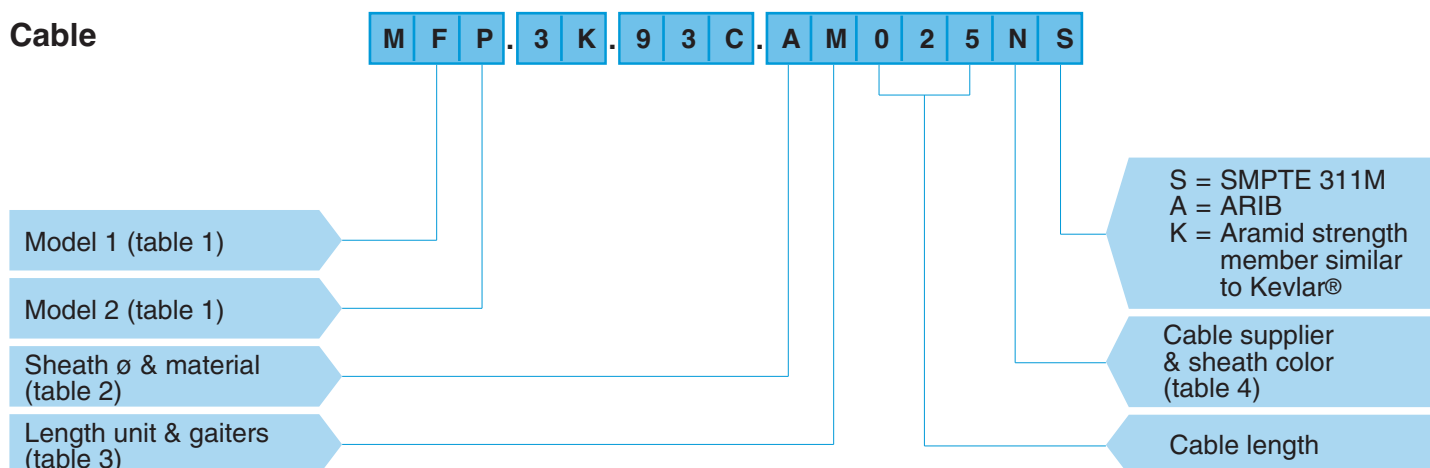 Cable
MFP.3K.93C.AM025NS
Model 1 (table 1)
Model 2 (table 1)
Sheath ø & material
(table 2)
Length unit & gaiters
(table 3)
S = SMPTE 311M
A = ARIB
K = Aramid strength
member similar
to Kevlar®
Cable supplier
& sheath color
(table 4)
Cable length